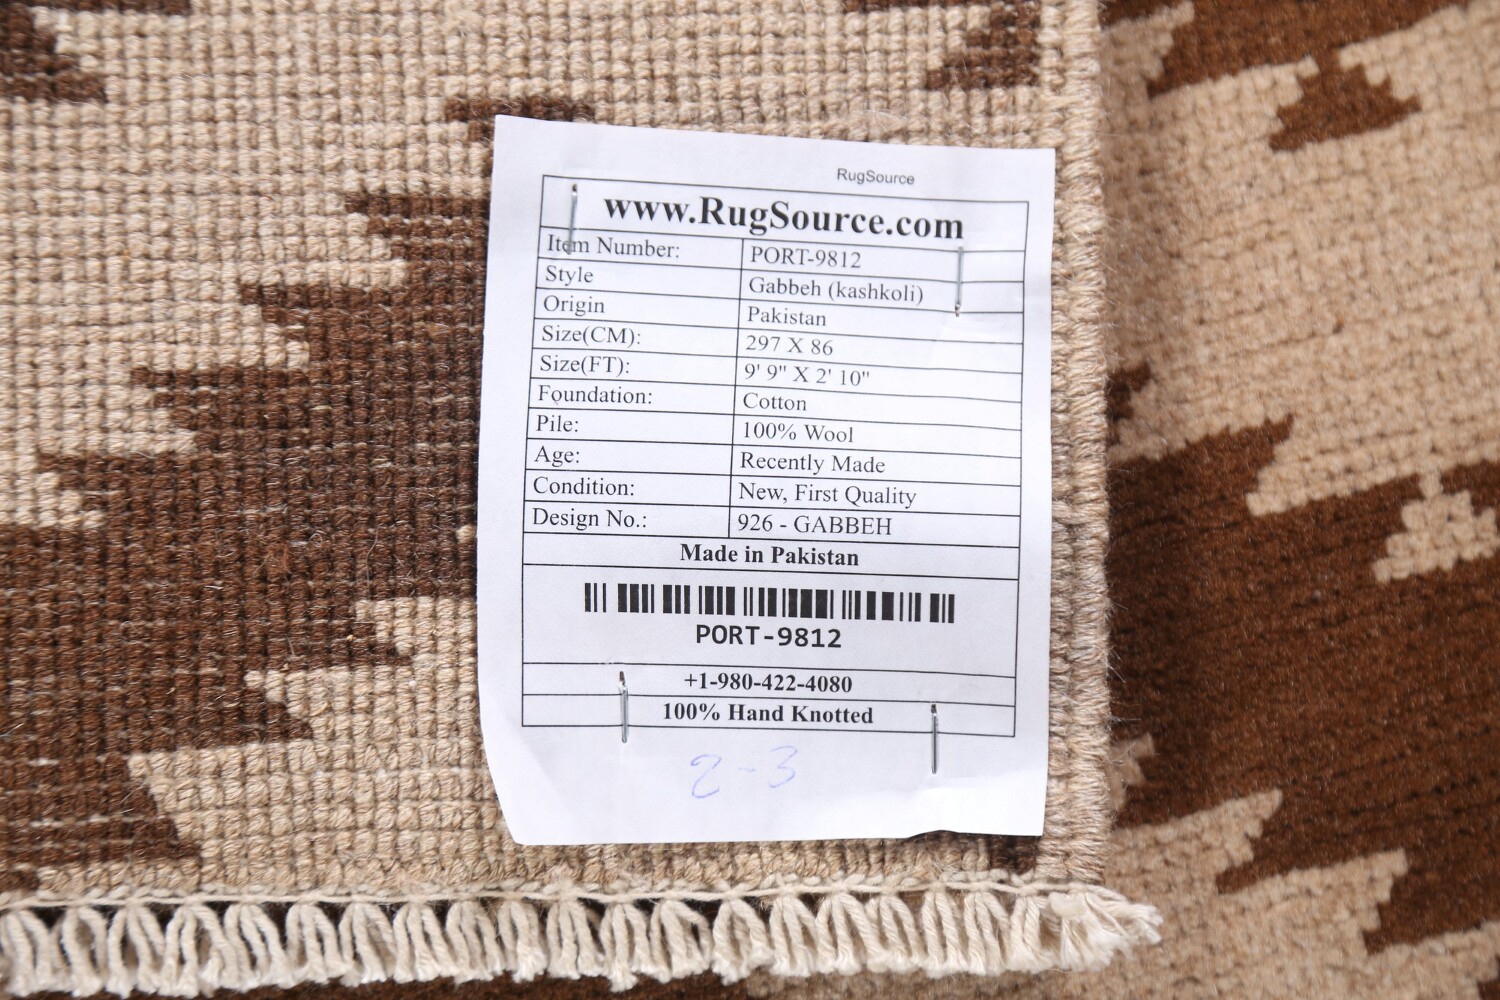 RugSource
www.RugSource.com
Item Number: PORT-9812
Style Gabbeh (kashkoli)
Origin Pakistan
Size(CM): 297 X 86
Size(FT): 9' 9" X 2' 10"
Foundation: Cotton
Pile: 100% Wool
Age: Recently Made
Condition: New, First Quality
Design No.: 926 - GABBEH
Made in Pakistan
PORT-9812
+1-980-422-4080
100% Hand Knotted
2-3